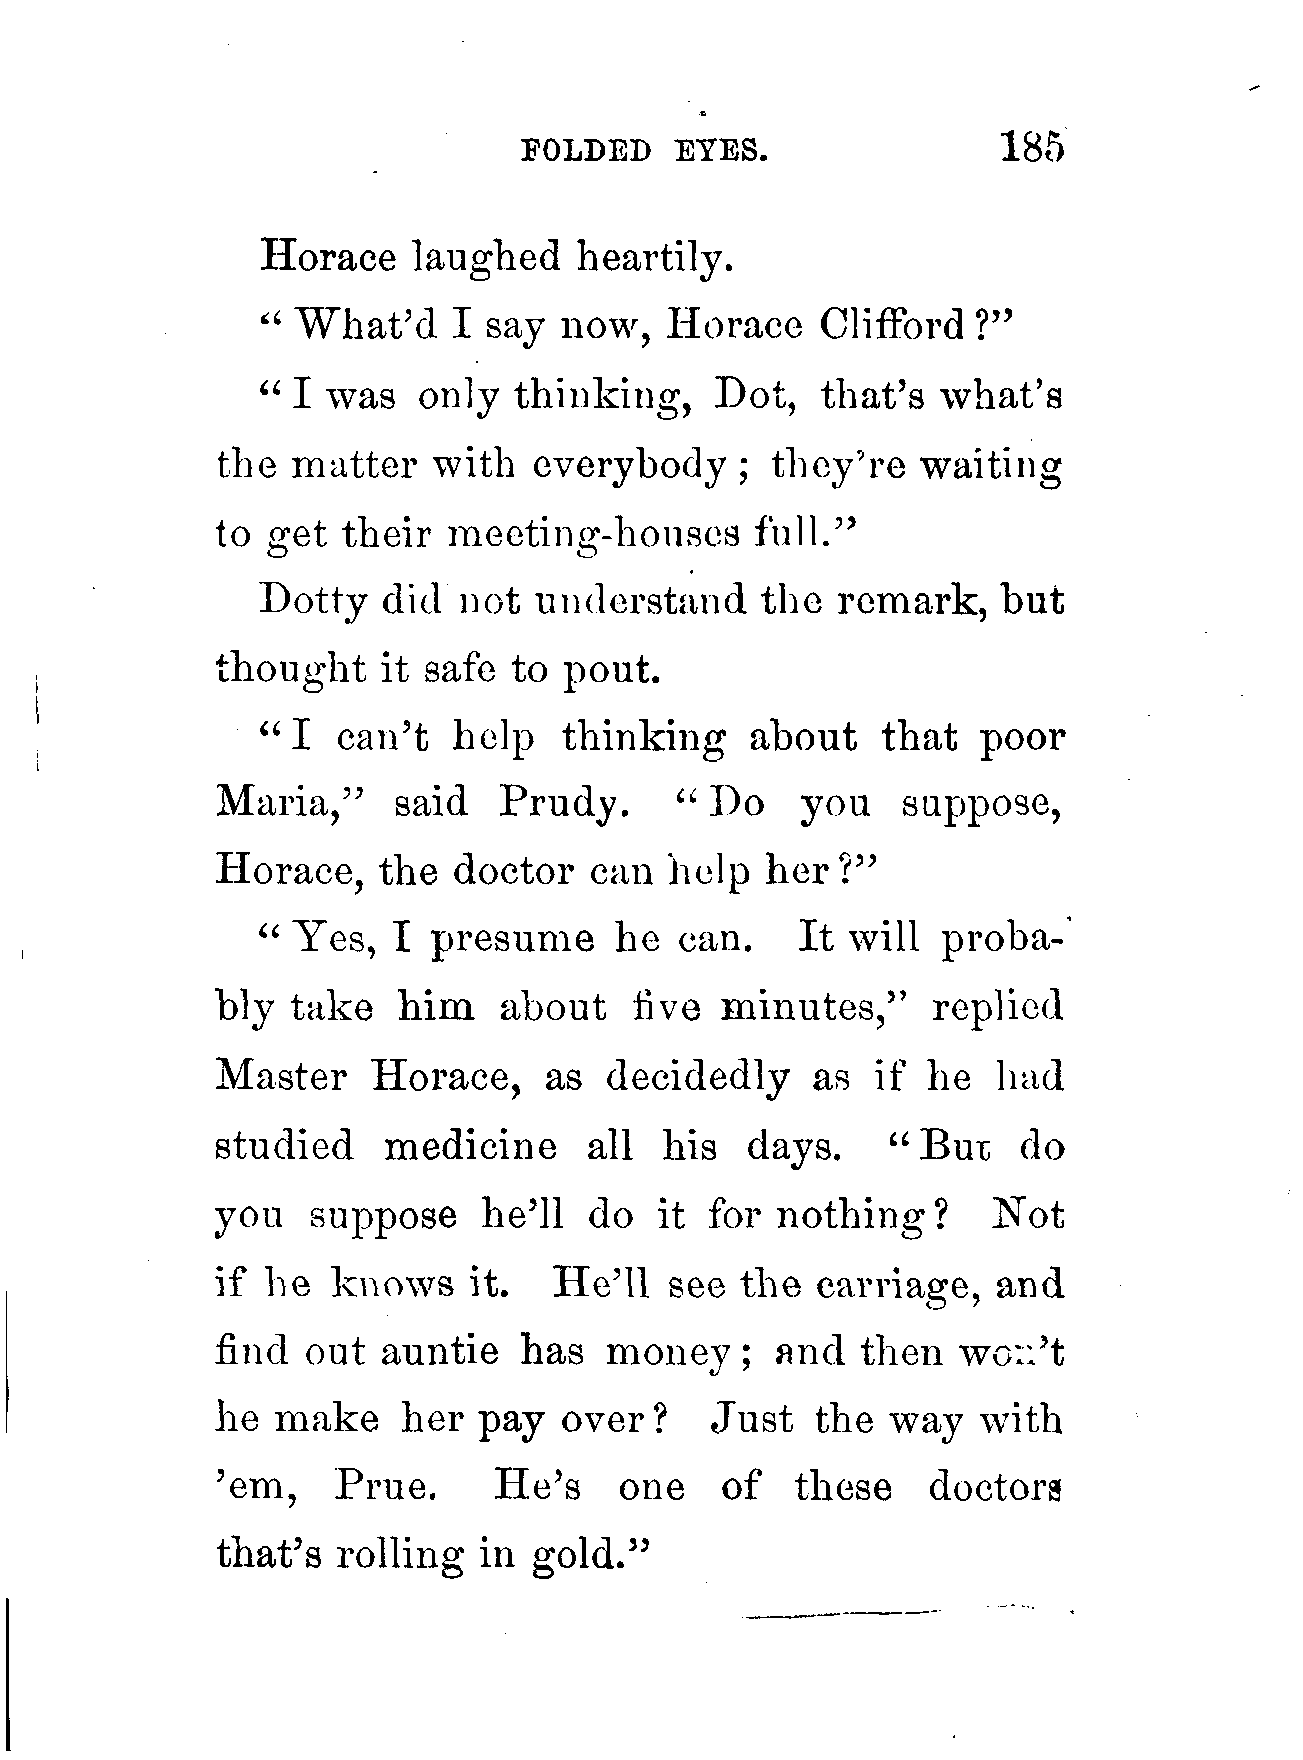 FOLDED EYES. 185
Horace laughed heartily.
“ What’d I say now, Horace Clifford ?”
“ I was only thinking, Dot, that’s what’s
the matter with everybody ; they’re waiting
to get their meeting-houses full.”
Dotty did not understand the remark, but
thought it safe to pout.
“ I can’t help thinking about that poor
Maria,” said Prudy. “ Do you suppose,
Horace, the doctor can help her ?”
“ Yes, I presume he can. It will proba-
bly take him about five minutes,” replied
Master Horace, as decidedly as if he had
studied medicine all his days. “ But do
you suppose he’ll do it for nothing ? Not
if he knows it. He’ll see the carriage, and
find out auntie has money ; and then won’t
he make her pay over ? Just the way with
’em, Prue. He’s one of these doctors
that’s rolling in gold.”